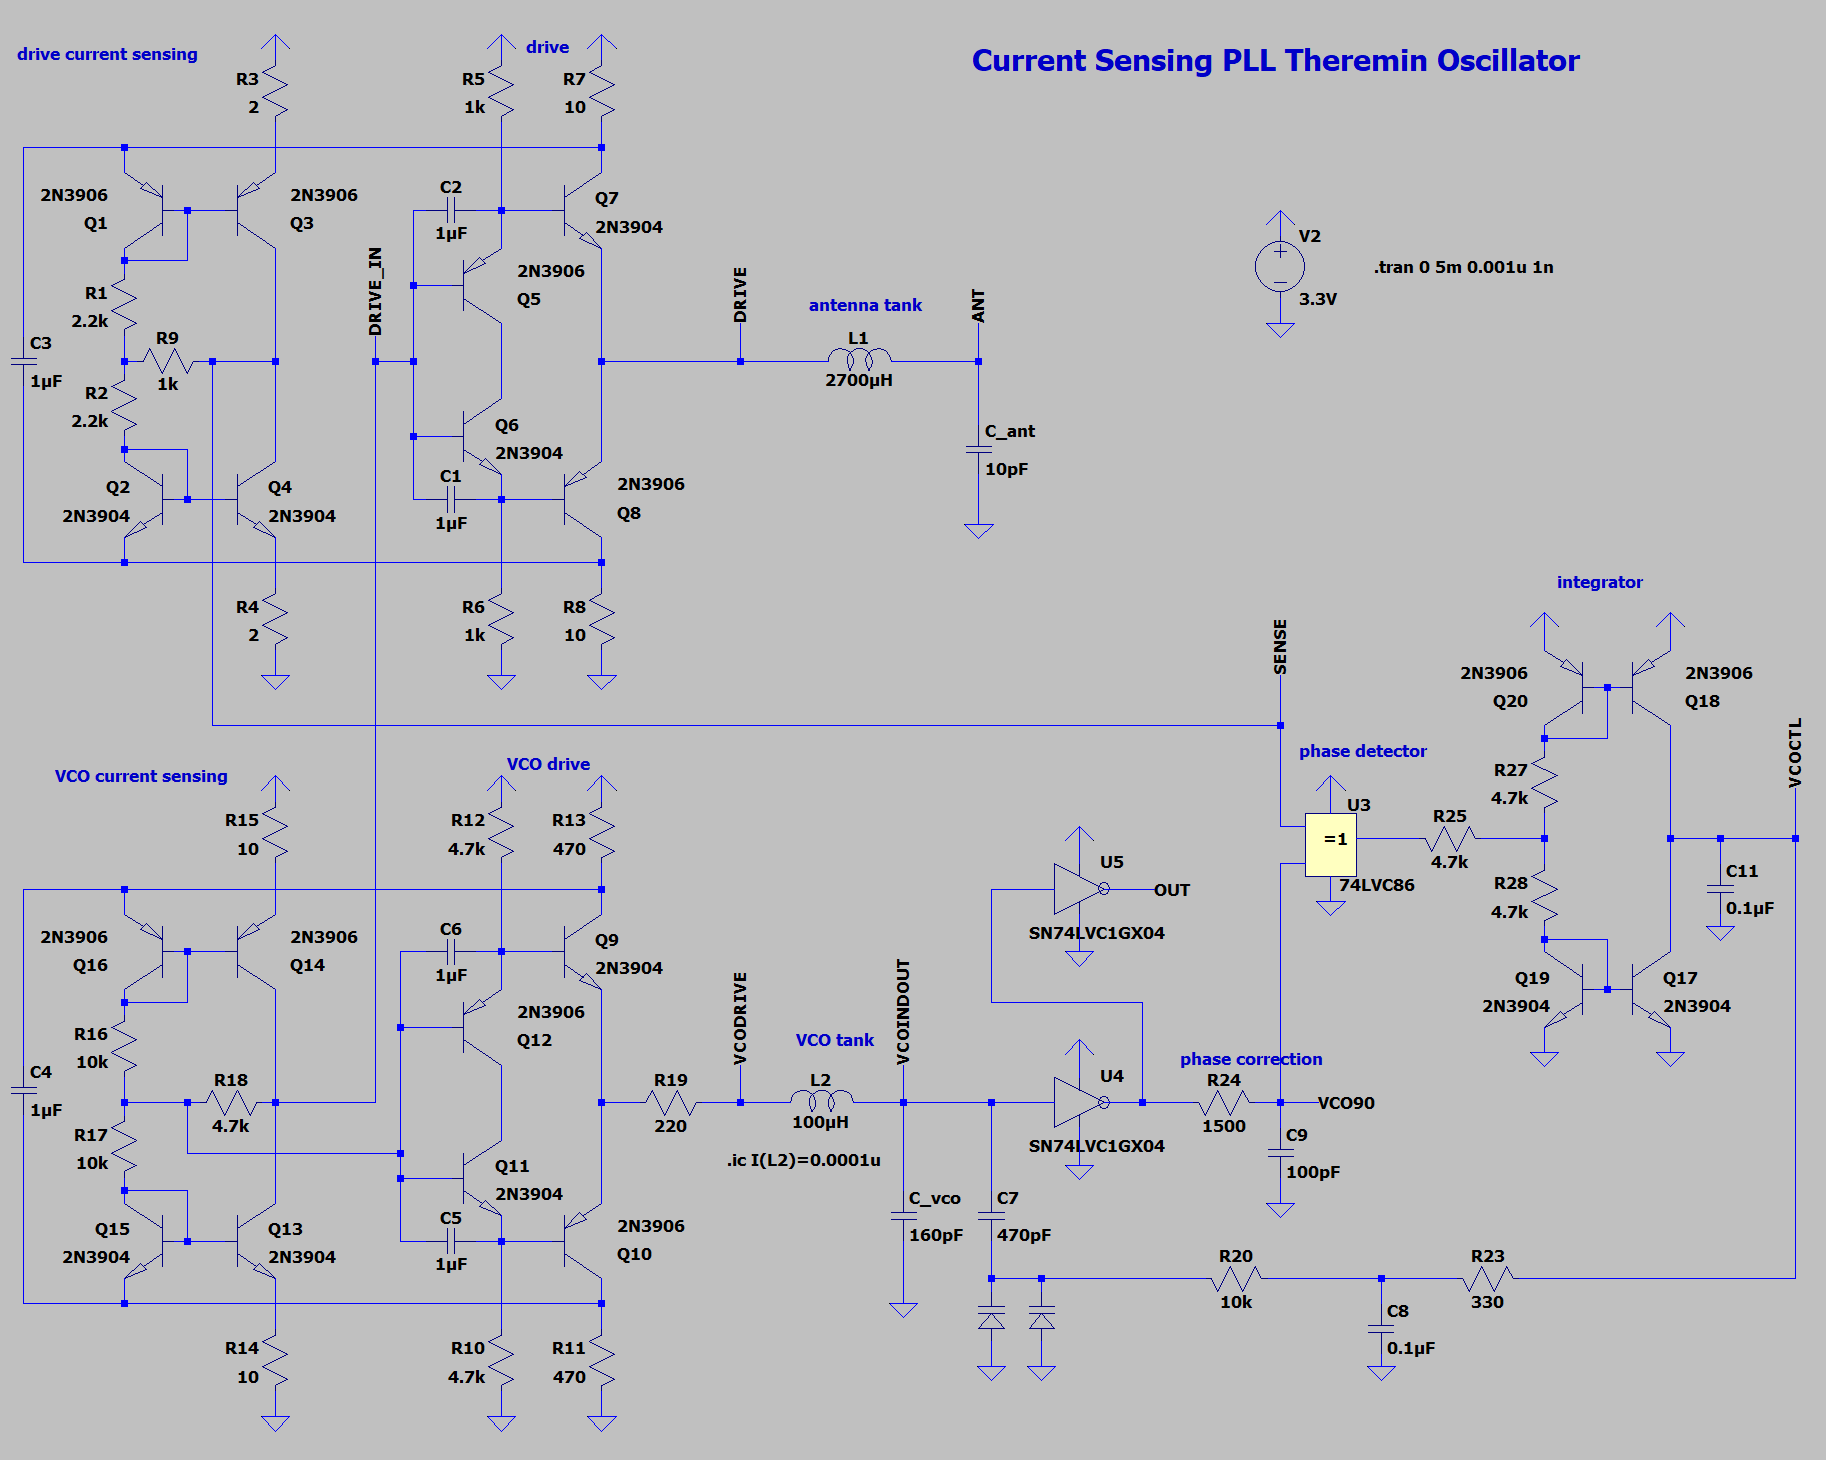 Current Sensing PLL Theremin Oscillator
drive current sensing
drive
R3
2
R5
1k
R7
10
2N3906
Q1
2N3906
Q3
C2
1µF
Q7
2N3904
2N3906
Q5
DRIVE_IN
R1
2.2k
R9
1k
R2
2.2k
C3
1µF
Q6
2N3904
C1
1µF
Q2
2N3904
Q4
2N3904
2N3906
Q8
R4
2
R6
1k
R8
10
DRIVE
antenna tank
L1
2700µH
ANT
C_ant
10pF
V2
3.3V
.tran 0 5m 0.001u 1n
VCO current sensing
VCO drive
R15
10
R12
4.7k
R13
470
2N3906
Q16
2N3906
Q14
C6
1µF
Q9
2N3904
2N3906
Q12
R16
10k
R18
4.7k
R17
10k
C4
1µF
Q11
2N3904
C5
1µF
Q15
2N3904
Q13
2N3904
2N3906
Q10
R14
10
R10
4.7k
R11
470
R19
220
VCODRIVE
VCO tank
L2
100µH
.ic I(L2)=0.0001u
VCOINDOUT
C_vco
160pF
C7
470pF
U5
OUT
SN74LVC1GX04
U4
SN74LVC1GX04
phase correction
R24
1500
VCO90
C9
100pF
R20
10k
C8
0.1µF
R23
330
SENSE
phase detector
U3
=1
74LVC86
R25
4.7k
integrator
2N3906
Q20
2N3906
Q18
R27
4.7k
R28
4.7k
Q19
2N3904
Q17
2N3904
C11
0.1µF
VCOCTL